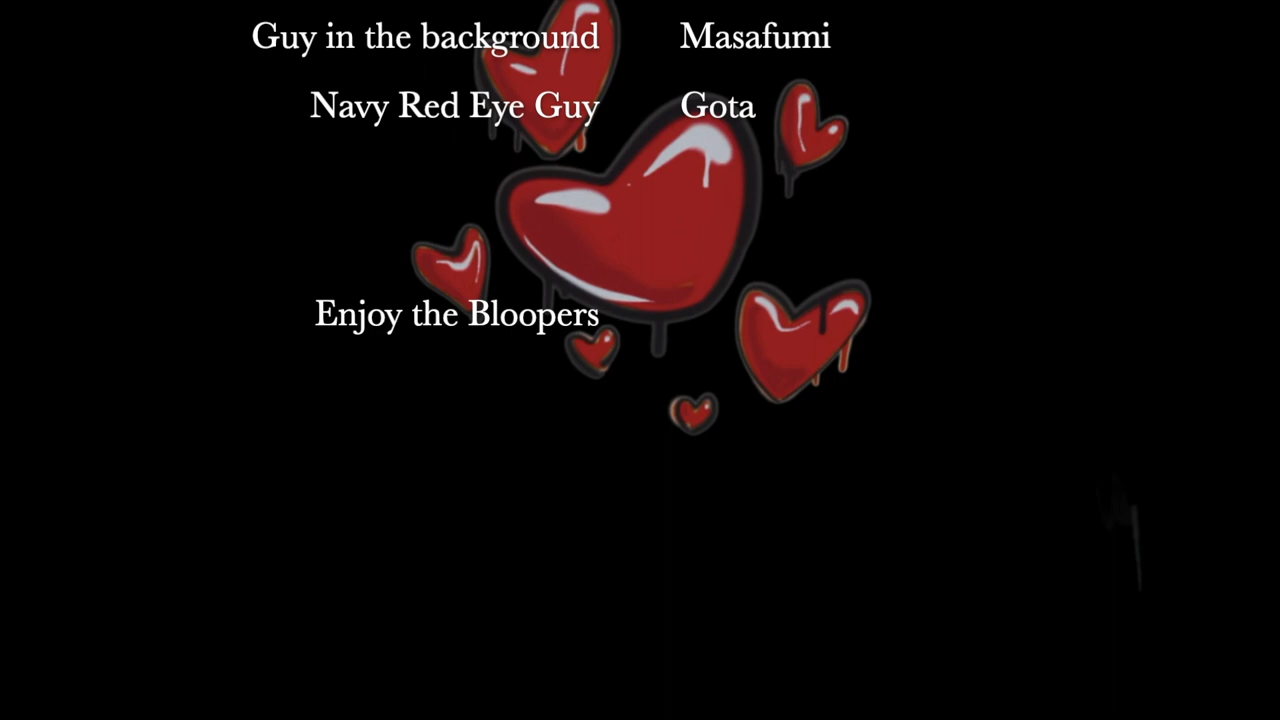 Guy in the background Masafumi
Navy Red Eye Guy Gota
Enjoy the Bloopers